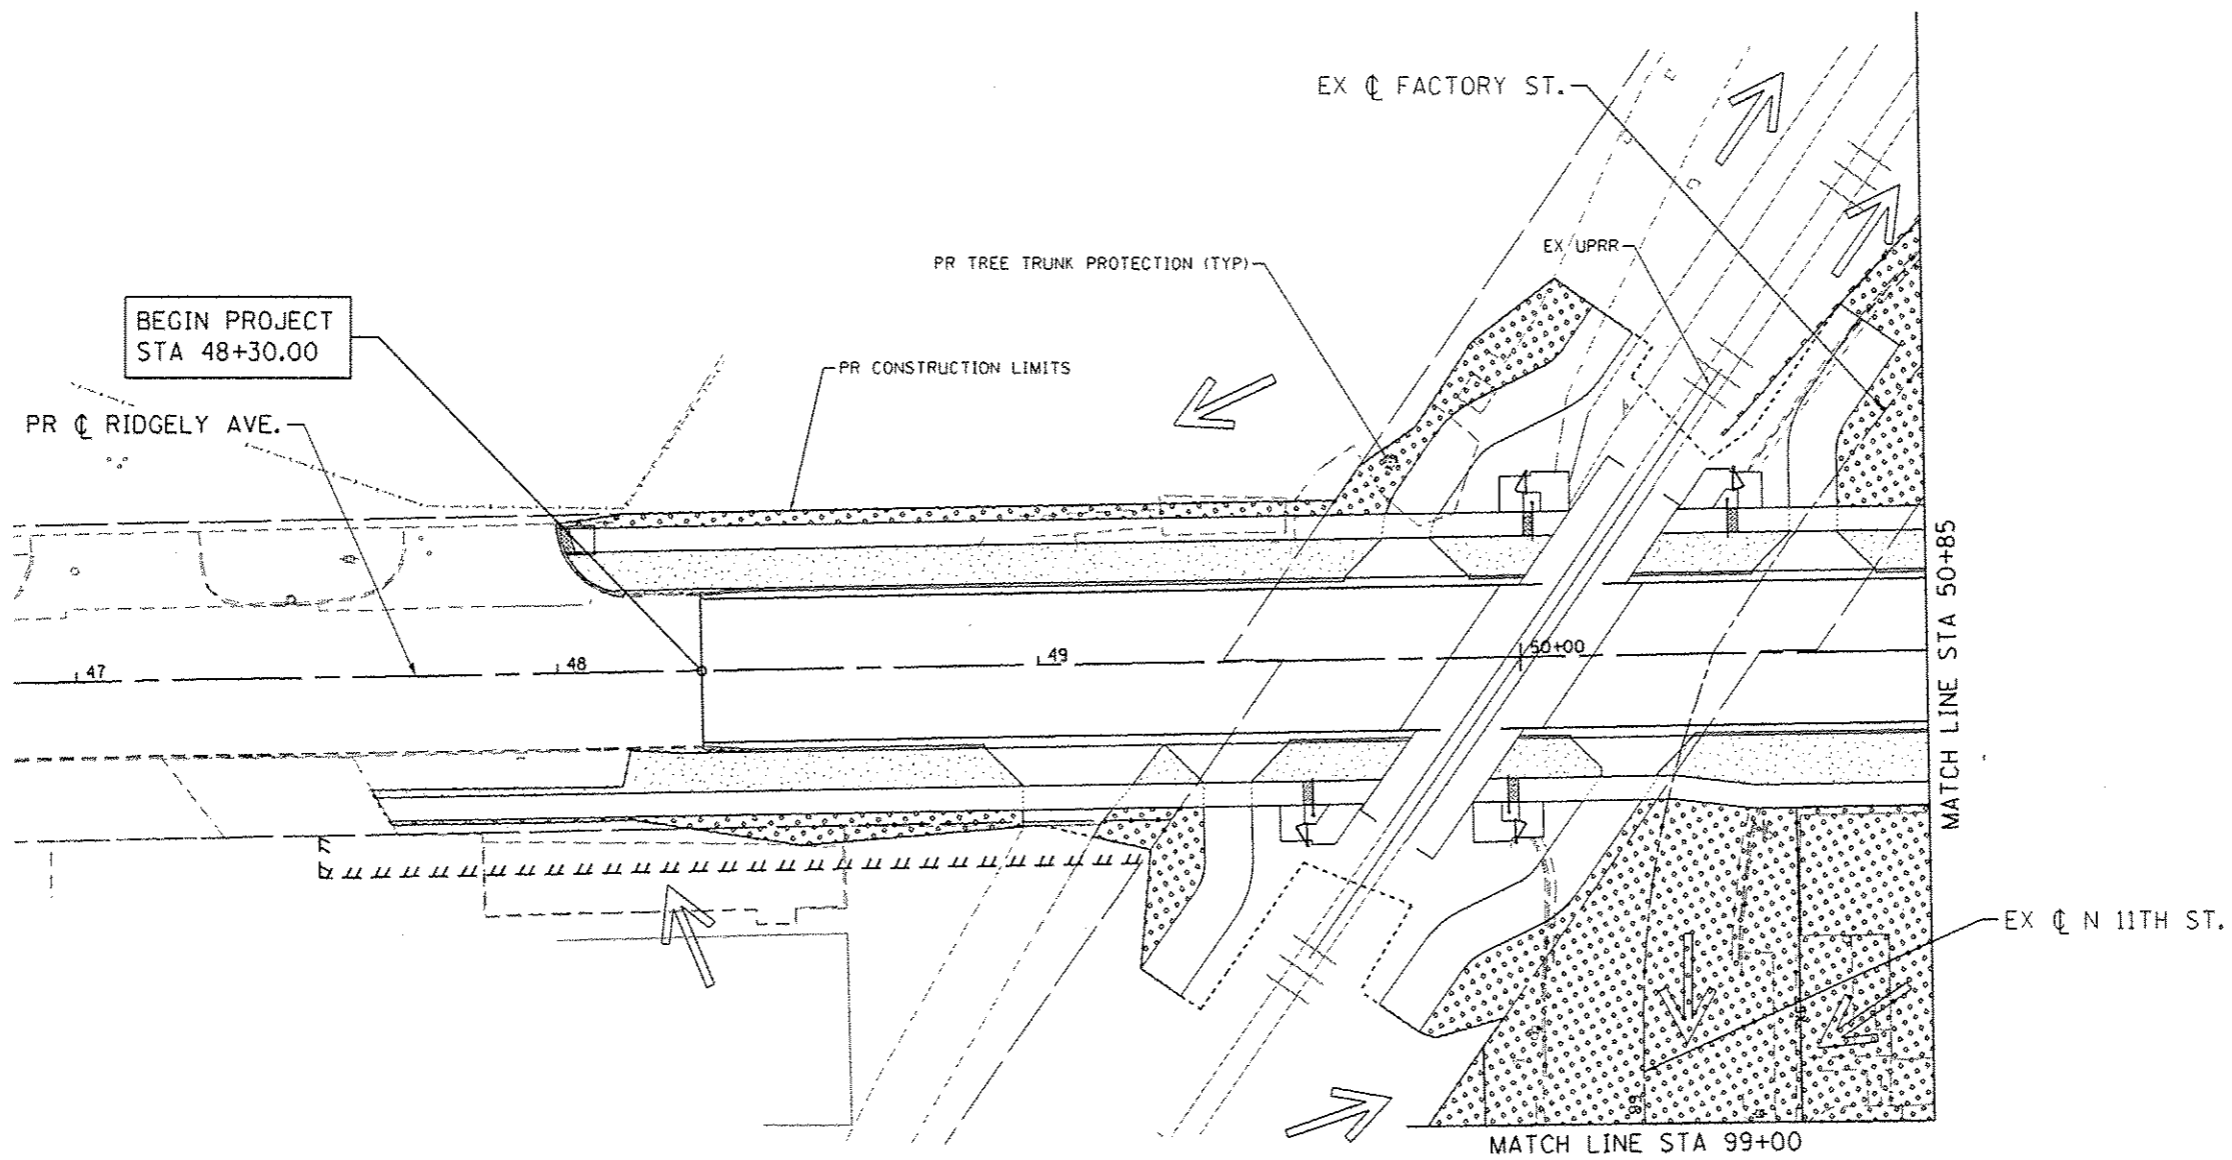 EX ℄ FACTORY ST.
EX UPRR
PR TREE TRUNK PROTECTION (TYP)
BEGIN PROJECT
STA 48+30.00
PR CONSTRUCTION LIMITS
PR ℄ RIDGELY AVE.
47
48
49
50+00
MATCH LINE STA 50+85
EX ℄ N 11TH ST.
MATCH LINE STA 99+00